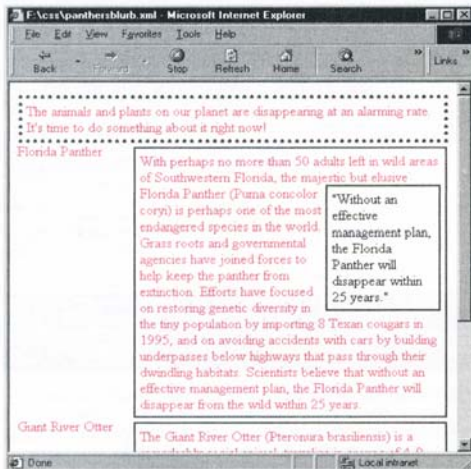 F:\css\panthersblurb.xml - Microsoft Internet Explorer
File Edit View Favorites Tools Help
Back Forward Stop Refresh Home Search Links
The animals and plants on our planet are disappearing at an alarming rate.
It's time to do something about it right now!
Florida Panther
With perhaps no more than 50 adults left in wild areas
of Southwestern Florida, the majestic but elusive
Florida Panther (Puma concolor
coryi) is perhaps one of the most
endangered species in the world.
Grass roots and governmental
agencies have joined forces to
help keep the panther from
extinction. Efforts have focused
on restoring genetic diversity in
"Without an
effective
management plan,
the Florida
Panther will
disappear within
25 years."
the tiny population by importing 8 Texan cougars in
1995, and on avoiding accidents with cars by building
underpasses below highways that pass through their
dwindling habitats. Scientists believe that without an
effective management plan, the Florida Panther will
disappear from the wild within 25 years.
Giant River Otter
The Giant River Otter (Pteronura brasiliensis) is a
Done Local intranet